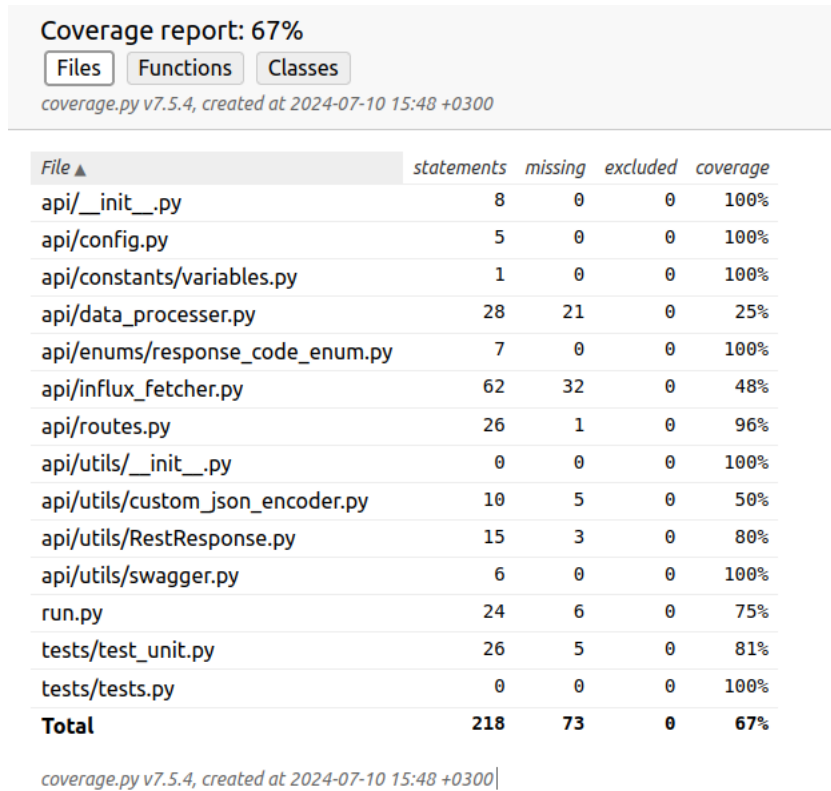 Coverage report: 67%
Files Functions Classes
coverage.py v7.5.4, created at 2024-07-10 15:48 +0300
File ▲ statements missing excluded coverage
api/__init__.py 8 0 0 100%
api/config.py 5 0 0 100%
api/constants/variables.py 1 0 0 100%
api/data_processer.py 28 21 0 25%
api/enums/response_code_enum.py 7 0 0 100%
api/influx_fetcher.py 62 32 0 48%
api/routes.py 26 1 0 96%
api/utils/__init__.py 0 0 0 100%
api/utils/custom_json_encoder.py 10 5 0 50%
api/utils/RestResponse.py 15 3 0 80%
api/utils/swagger.py 6 0 0 100%
run.py 24 6 0 75%
tests/test_unit.py 26 5 0 81%
tests/tests.py 0 0 0 100%
Total 218 73 0 67%
coverage.py v7.5.4, created at 2024-07-10 15:48 +0300